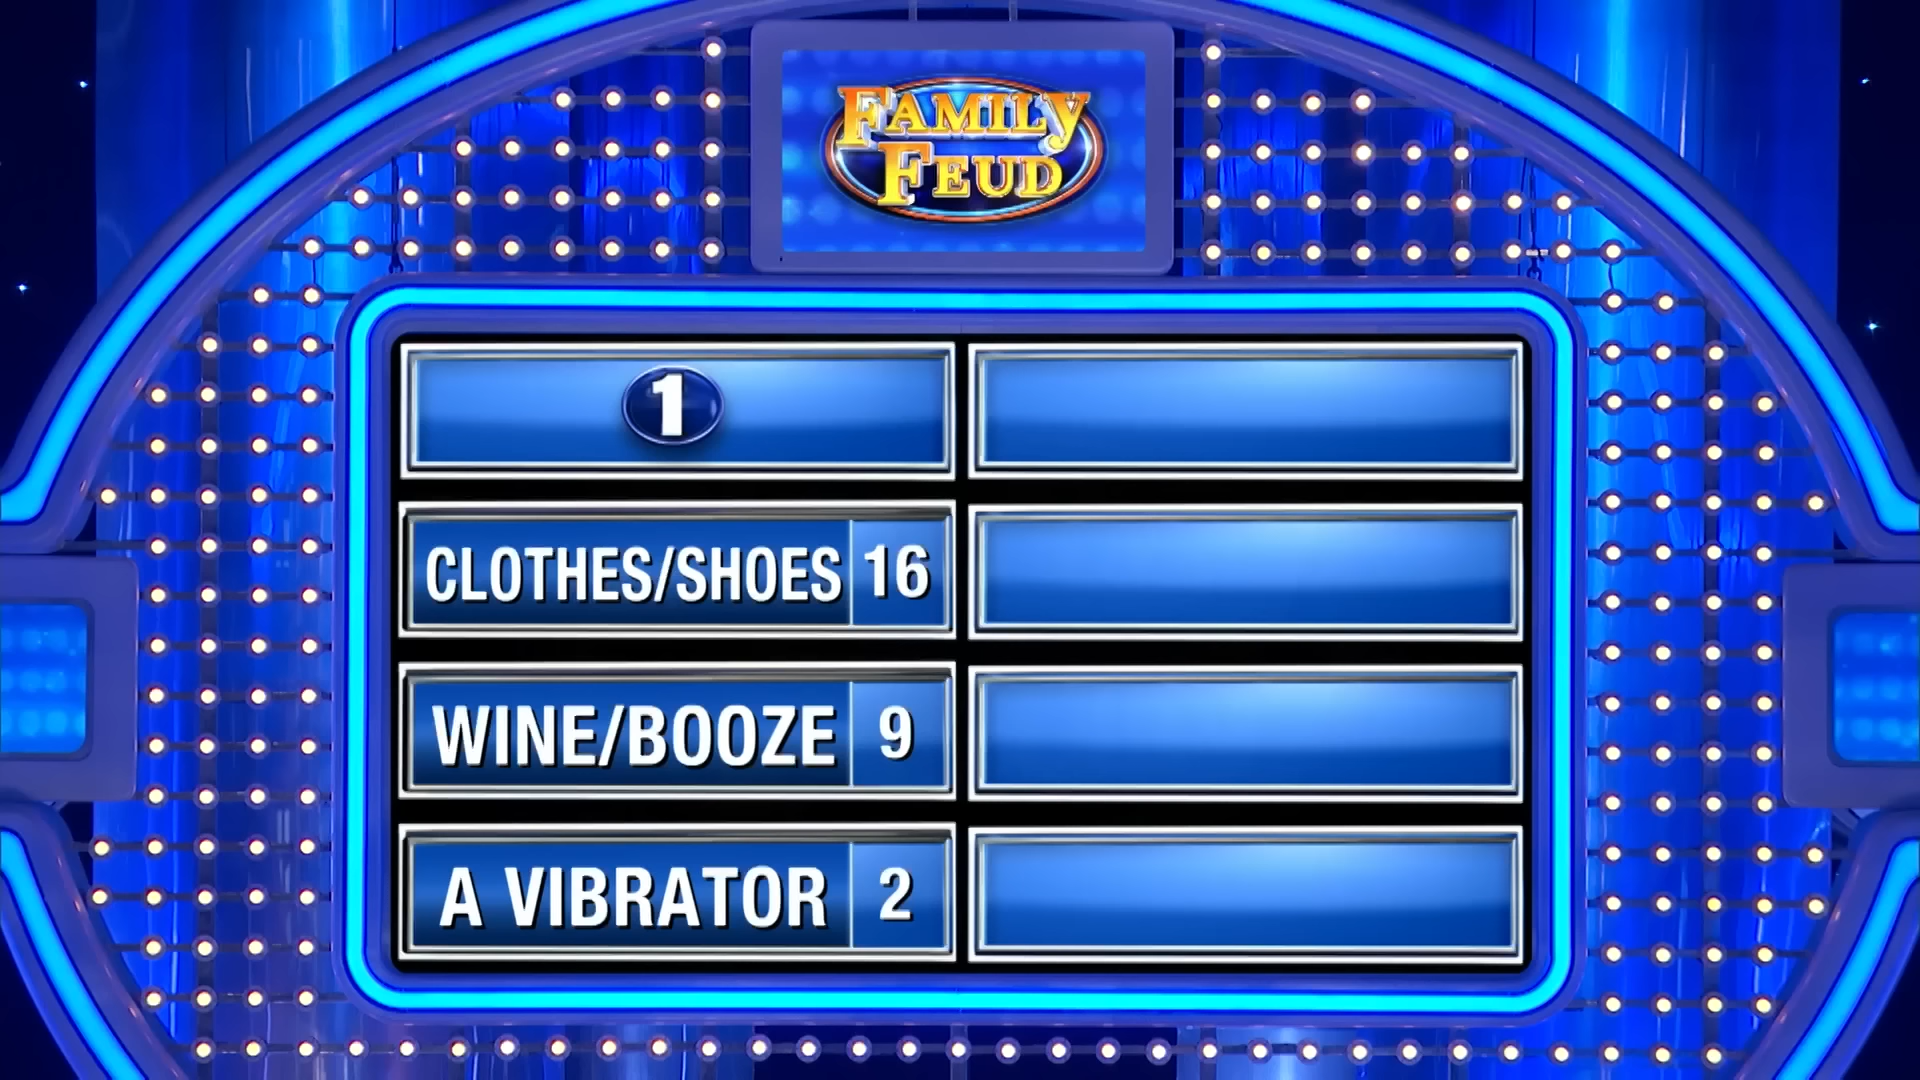 FAMILY
FEUD
1
CLOTHES/SHOES 16
WINE/BOOZE 9
A VIBRATOR 2